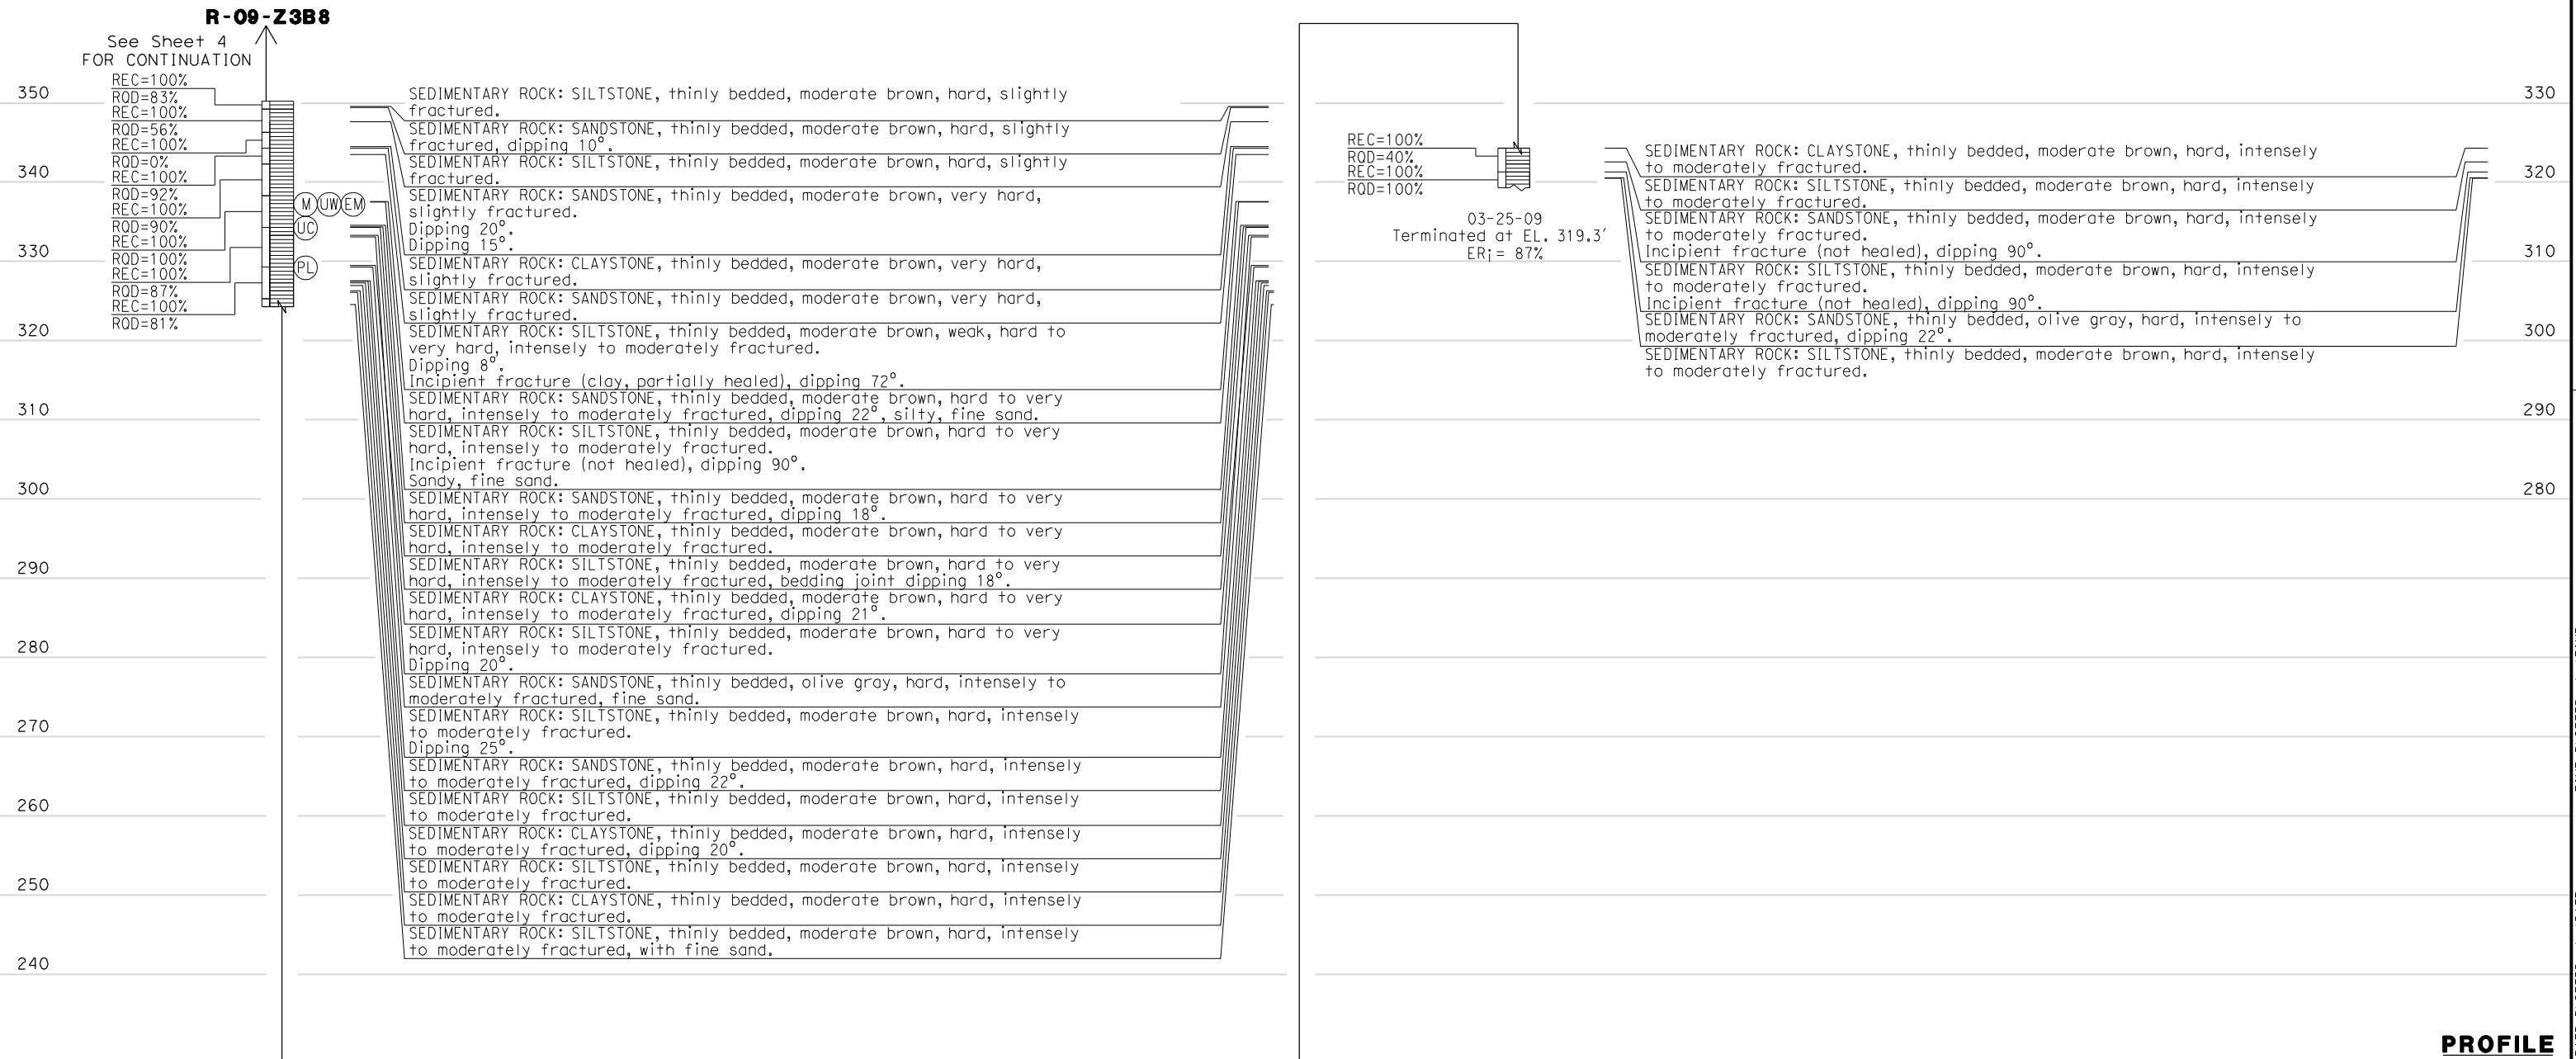 R-09-Z3B8
See Sheet 4
FOR CONTINUATION
REC=100%
RQD=83%
REC=100%
RQD=56%
REC=100%
RQD=0%
REC=100%
RQD=92%
REC=100%
RQD=90%
REC=100%
RQD=100%
REC=100%
RQD=87%
REC=100%
RQD=81%
350
340
330
320
310
300
290
280
270
260
250
240
M UW EM
UC
PL
SEDIMENTARY ROCK: SILTSTONE, thinly bedded, moderate brown, hard, slightly
fractured.
SEDIMENTARY ROCK: SANDSTONE, thinly bedded, moderate brown, hard, slightly
fractured, dipping 10°.
SEDIMENTARY ROCK: SILTSTONE, thinly bedded, moderate brown, hard, slightly
fractured.
SEDIMENTARY ROCK: SANDSTONE, thinly bedded, moderate brown, very hard,
slightly fractured.
Dipping 20°.
Dipping 15°.
SEDIMENTARY ROCK: CLAYSTONE, thinly bedded, moderate brown, very hard,
slightly fractured.
SEDIMENTARY ROCK: SANDSTONE, thinly bedded, moderate brown, very hard,
slightly fractured.
SEDIMENTARY ROCK: SILTSTONE, thinly bedded, moderate brown, weak, hard to
very hard, intensely to moderately fractured.
Dipping 8°.
Incipient fracture (clay, partially healed), dipping 72°.
SEDIMENTARY ROCK: SANDSTONE, thinly bedded, moderate brown, hard to very
hard, intensely to moderately fractured, dipping 22°, silty, fine sand.
SEDIMENTARY ROCK: SILTSTONE, thinly bedded, moderate brown, hard to very
hard, intensely to moderately fractured.
Incipient fracture (not healed), dipping 90°.
Sandy, fine sand.
SEDIMENTARY ROCK: SANDSTONE, thinly bedded, moderate brown, hard to very
hard, intensely to moderately fractured, dipping 18°.
SEDIMENTARY ROCK: CLAYSTONE, thinly bedded, moderate brown, hard to very
hard, intensely to moderately fractured.
SEDIMENTARY ROCK: SILTSTONE, thinly bedded, moderate brown, hard to very
hard, intensely to moderately fractured, bedding joint dipping 18°.
SEDIMENTARY ROCK: CLAYSTONE, thinly bedded, moderate brown, hard to very
hard, intensely to moderately fractured, dipping 21°.
SEDIMENTARY ROCK: SILTSTONE, thinly bedded, moderate brown, hard to very
hard, intensely to moderately fractured.
Dipping 20°.
SEDIMENTARY ROCK: SANDSTONE, thinly bedded, olive gray, hard, intensely to
moderately fractured, fine sand.
SEDIMENTARY ROCK: SILTSTONE, thinly bedded, moderate brown, hard, intensely
to moderately fractured.
Dipping 25°.
SEDIMENTARY ROCK: SANDSTONE, thinly bedded, moderate brown, hard, intensely
to moderately fractured, dipping 22°.
SEDIMENTARY ROCK: SILTSTONE, thinly bedded, moderate brown, hard, intensely
to moderately fractured.
SEDIMENTARY ROCK: CLAYSTONE, thinly bedded, moderate brown, hard, intensely
to moderately fractured, dipping 20°.
SEDIMENTARY ROCK: SILTSTONE, thinly bedded, moderate brown, hard, intensely
to moderately fractured.
SEDIMENTARY ROCK: CLAYSTONE, thinly bedded, moderate brown, hard, intensely
to moderately fractured.
SEDIMENTARY ROCK: SILTSTONE, thinly bedded, moderate brown, hard, intensely
to moderately fractured, with fine sand.
REC=100%
RQD=40%
REC=100%
RQD=100%
03-25-09
Terminated at EL. 319.3'
ERi= 87%
SEDIMENTARY ROCK: CLAYSTONE, thinly bedded, moderate brown, hard, intensely
to moderately fractured.
SEDIMENTARY ROCK: SILTSTONE, thinly bedded, moderate brown, hard, intensely
to moderately fractured.
SEDIMENTARY ROCK: SANDSTONE, thinly bedded, moderate brown, hard, intensely
to moderately fractured.
Incipient fracture (not healed), dipping 90°.
SEDIMENTARY ROCK: SILTSTONE, thinly bedded, moderate brown, hard, intensely
to moderately fractured.
Incipient fracture (not healed), dipping 90°.
SEDIMENTARY ROCK: SANDSTONE, thinly bedded, olive gray, hard, intensely to
moderately fractured, dipping 22°.
SEDIMENTARY ROCK: SILTSTONE, thinly bedded, moderate brown, hard, intensely
to moderately fractured.
330
320
310
300
290
280
PROFILE